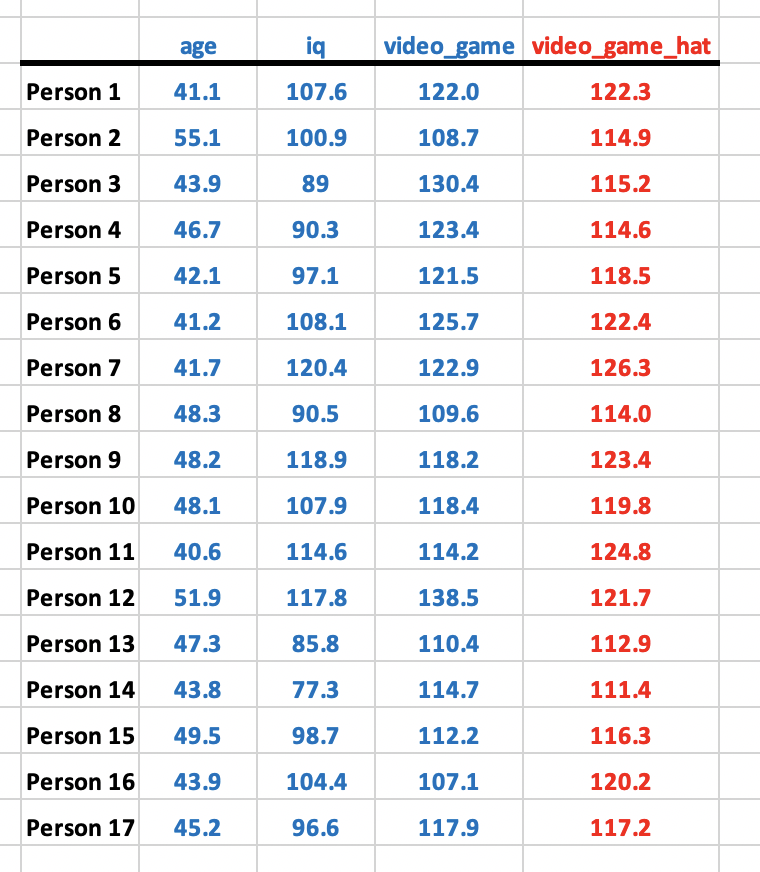 age iq video_game video_game_hat
Person 1 41.1 107.6 122.0 122.3
Person 2 55.1 100.9 108.7 114.9
Person 3 43.9 89 130.4 115.2
Person 4 46.7 90.3 123.4 114.6
Person 5 42.1 97.1 121.5 118.5
Person 6 41.2 108.1 125.7 122.4
Person 7 41.7 120.4 122.9 126.3
Person 8 48.3 90.5 109.6 114.0
Person 9 48.2 118.9 118.2 123.4
Person 10 48.1 107.9 118.4 119.8
Person 11 40.6 114.6 114.2 124.8
Person 12 51.9 117.8 138.5 121.7
Person 13 47.3 85.8 110.4 112.9
Person 14 43.8 77.3 114.7 111.4
Person 15 49.5 98.7 112.2 116.3
Person 16 43.9 104.4 107.1 120.2
Person 17 45.2 96.6 117.9 117.2